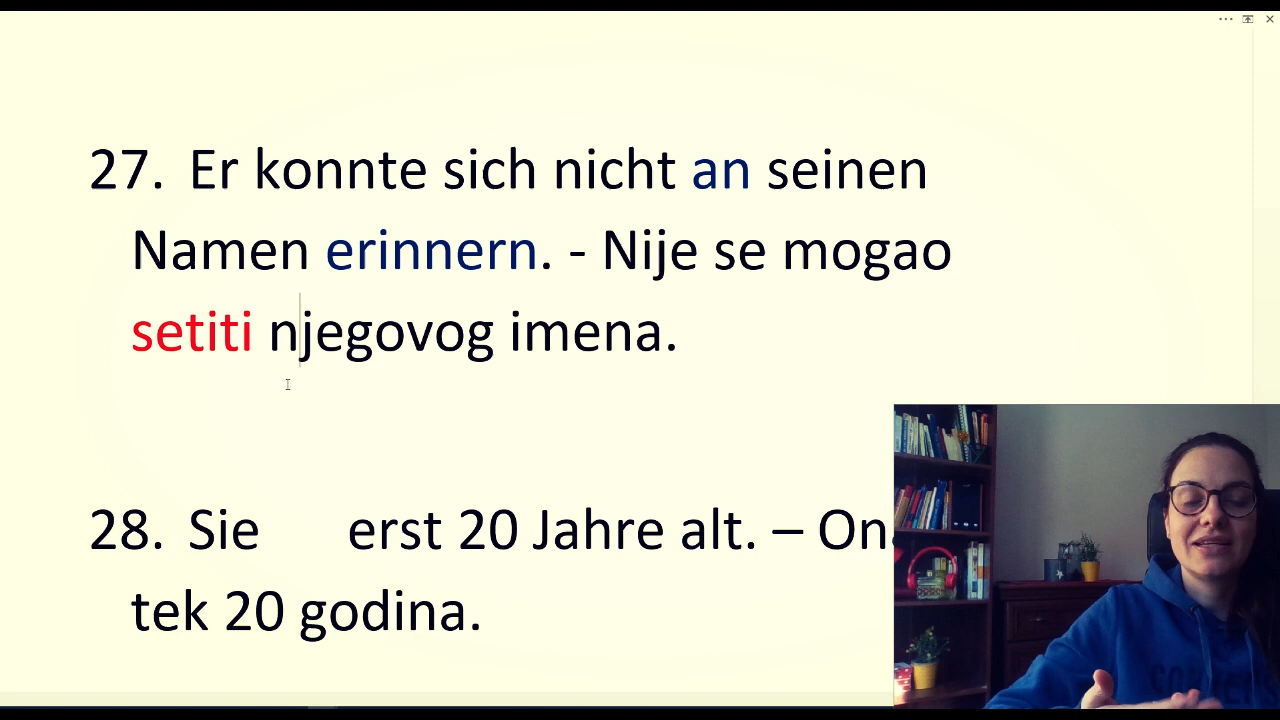 27. Er konnte sich nicht an seinen
Namen erinnern. - Nije se mogao
setiti njegovog imena.
28. Sie erst 20 Jahre alt. – Ona
tek 20 godina.